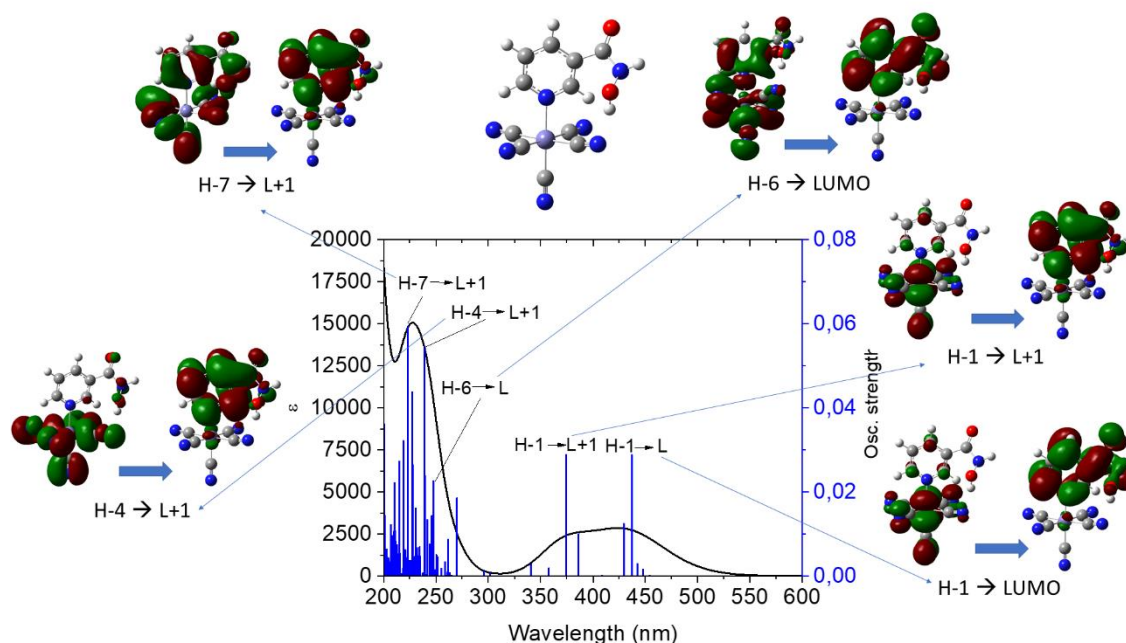 H-7 → L+1
H-6 → LUMO
H-1 → L+1
H-4 → L+1
H-1 → LUMO
20000
17500
15000
12500
10000
7500
5000
2500
0
ε
H-7→L+1
H-4→L+1
H-6→L
H-1→L+1
H-1→L
0,08
0,06
0,04
0,02
0,00
Osc. strength
200
250
300
350
400
450
500
550
600
Wavelength (nm)